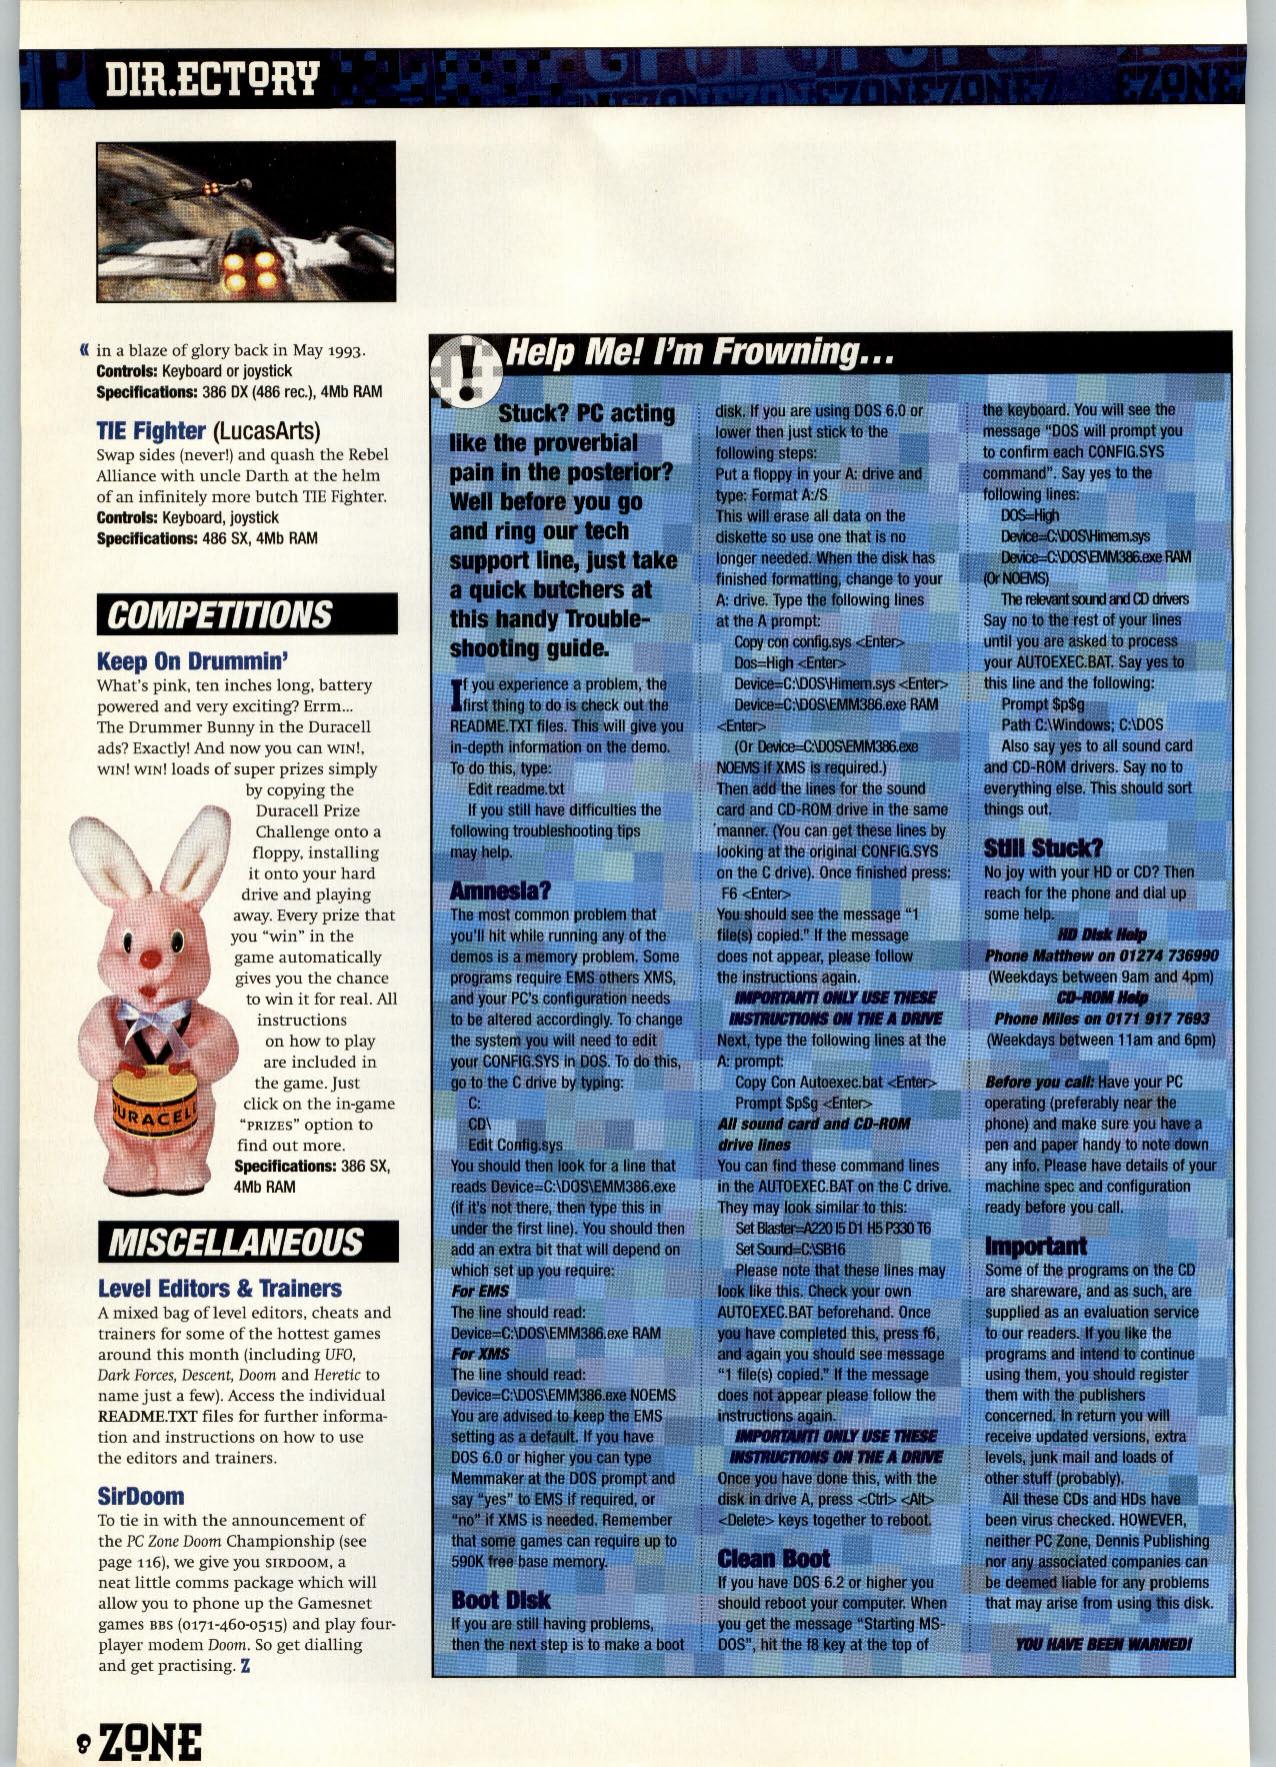 DIR.ECTORY
« in a blaze of glory back in May 1993.
Controls: Keyboard or joystick
Specifications: 386 DX (486 rec.), 4Mb RAM
TIE Fighter (LucasArts)
Swap sides (never!) and quash the Rebel
Alliance with uncle Darth at the helm
of an infinitely more butch TIE Fighter.
Controls: Keyboard, joystick
Specifications: 486 SX, 4Mb RAM
COMPETITIONS
Keep On Drummin'
What's pink, ten inches long, battery
powered and very exciting? Errm...
The Drummer Bunny in the Duracell
ads? Exactly! And now you can WIN!,
WIN! WIN! loads of super prizes simply
by copying the
Duracell Prize
Challenge onto a
floppy, installing
it onto your hard
drive and playing
away. Every prize that
you "win" in the
game automatically
gives you the chance
to win it for real. All
instructions
on how to play
are included in
the game. Just
click on the in-game
"PRIZES" option to
find out more.
Specifications: 386 SX,
4Mb RAM
DURACELL
MISCELLANEOUS
Level Editors & Trainers
A mixed bag of level editors, cheats and
trainers for some of the hottest games
around this month (including UFO,
Dark Forces, Descent, Doom and Heretic to
name just a few). Access the individual
README.TXT files for further informa-
tion and instructions on how to use
the editors and trainers.
SirDoom
To tie in with the announcement of
the PC Zone Doom Championship (see
page 116), we give you SIRDOOM, a
neat little comms package which will
allow you to phone up the Gamesnet
games BBS (0171-460-0515) and play four-
player modem Doom. So get dialling
and get practising. Z
! Help Me! I'm Frowning...
Stuck? PC acting
like the proverbial
pain in the posterior?
Well before you go
and ring our tech
support line, just take
a quick butchers at
this handy Trouble-
shooting guide.
If you experience a problem, the
first thing to do is check out the
README.TXT files. This will give you
in-depth information on the demo.
To do this, type:
Edit readme.txt
If you still have difficulties the
following troubleshooting tips
may help.
Amnesia?
The most common problem that
you'll hit while running any of the
demos is a memory problem. Some
programs require EMS others XMS,
and your PC's configuration needs
to be altered accordingly. To change
the system you will need to edit
your CONFIG.SYS in DOS. To do this,
go to the C drive by typing:
C:
CD\
Edit Config.sys
You should then look for a line that
reads Device=C:\DOS\EMM386.exe
(if it's not there, then type this in
under the first line). You should then
add an extra bit that will depend on
which set up you require:
For EMS
The line should read:
Device=C:\DOS\EMM386.exe RAM
For XMS
The line should read:
Device=C:\DOS\EMM386.exe NOEMS
You are advised to keep the EMS
setting as a default. If you have
DOS 6.0 or higher you can type
Memmaker at the DOS prompt and
say "yes" to EMS if required, or
"no" if XMS is needed. Remember
that some games can require up to
590K free base memory.
Boot Disk
If you are still having problems,
then the next step is to make a boot
disk. If you are using DOS 6.0 or
lower then just stick to the
following steps:
Put a floppy in your A: drive and
type: Format A:/S
This will erase all data on the
diskette so use one that is no
longer needed. When the disk has
finished formatting, change to your
A: drive. Type the following lines
at the A prompt:
Copy con config.sys <Enter>
Dos=High <Enter>
Device=C:\DOS\Himem.sys <Enter>
Device=C:\DOS\EMM386.exe RAM
<Enter>
(Or Device=C:\DOS\EMM386.exe
NOEMS if XMS is required.)
Then add the lines for the sound
card and CD-ROM drive in the same
manner. (You can get these lines by
looking at the original CONFIG.SYS
on the C drive). Once finished press:
F6 <Enter>
You should see the message "1
file(s) copied." If the message
does not appear, please follow
the instructions again.
IMPORTANT! ONLY USE THESE
INSTRUCTIONS ON THE A DRIVE
Next, type the following lines at the
A: prompt:
Copy Con Autoexec.bat <Enter>
Prompt $p$g <Enter>
All sound card and CD-ROM
drive lines
You can find these command lines
in the AUTOEXEC.BAT on the C drive.
They may look similar to this:
Set Blaster=A220 I5 D1 H5 P330 T6
Set Sound=C:\SB16
Please note that these lines may
look like this. Check your own
AUTOEXEC.BAT beforehand. Once
you have completed this, press f6,
and again you should see message
"1 file(s) copied." If the message
does not appear please follow the
instructions again.
IMPORTANT! ONLY USE THESE
INSTRUCTIONS ON THE A DRIVE
Once you have done this, with the
disk in drive A, press <Ctrl> <Alt>
<Delete> keys together to reboot.
Clean Boot
If you have DOS 6.2 or higher you
should reboot your computer. When
you get the message "Starting MS-
DOS", hit the f8 key at the top of
the keyboard. You will see the
message "DOS will prompt you
to confirm each CONFIG.SYS
command". Say yes to the
following lines:
DOS=High
Device=C:\DOS\Himem.sys
Device=C:\DOS\EMM386.exe RAM
(Or NOEMS)
The relevant sound and CD drivers
Say no to the rest of your lines
until you are asked to process
your AUTOEXEC.BAT. Say yes to
this line and the following:
Prompt $p$g
Path C:\Windows; C:\DOS
Also say yes to all sound card
and CD-ROM drivers. Say no to
everything else. This should sort
things out.
Still Stuck?
No joy with your HD or CD? Then
reach for the phone and dial up
some help.
HD Disk Help
Phone Matthew on 01274 736990
(Weekdays between 9am and 4pm)
CD-ROM Help
Phone Miles on 0171 917 7693
(Weekdays between 11am and 6pm)
Before you call: Have your PC
operating (preferably near the
phone) and make sure you have a
pen and paper handy to note down
any info. Please have details of your
machine spec and configuration
ready before you call.
Important
Some of the programs on the CD
are shareware, and as such, are
supplied as an evaluation service
to our readers. If you like the
programs and intend to continue
using them, you should register
them with the publishers
concerned. In return you will
receive updated versions, extra
levels, junk mail and loads of
other stuff (probably).
All these CDs and HDs have
been virus checked. HOWEVER,
neither PC Zone, Dennis Publishing
nor any associated companies can
be deemed liable for any problems
that may arise from using this disk.
YOU HAVE BEEN WARNED!
8 ZONE